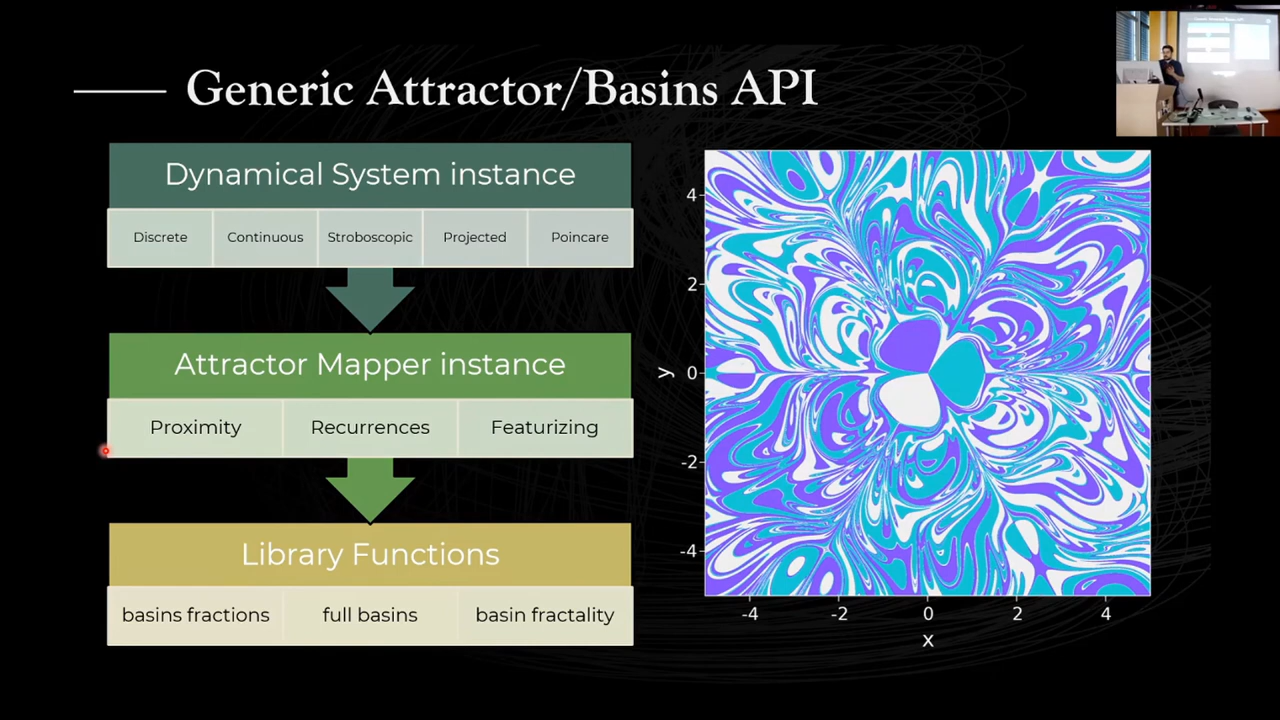 Generic Attractor/Basins API
Dynamical System instance
Discrete
Continuous
Stroboscopic
Projected
Poincare
Attractor Mapper instance
Proximity
Recurrences
Featurizing
Library Functions
basins fractions
full basins
basin fractality
4
2
0
-2
-4
y
-4
-2
0
2
4
x